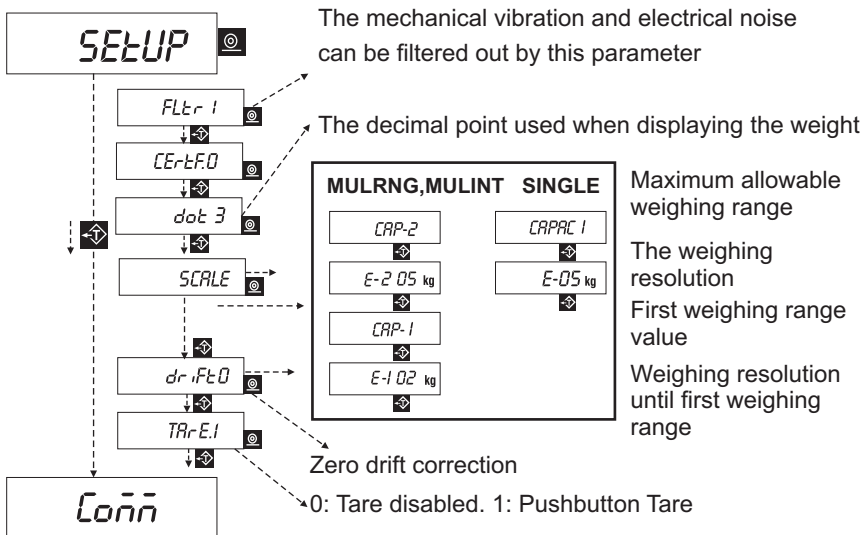 SEtUP
The mechanical vibration and electrical noise
can be filtered out by this parameter
FLtr 1
The decimal point used when displaying the weight
CErtF.0
dot 3
SCALE
MULRNG,MULINT SINGLE
CAP-2
CAPAC 1
E-2 05 kg
E-05 kg
CAP-1
E-1 02 kg
Maximum allowable
weighing range
The weighing
resolution
First weighing range
value
Weighing resolution
until first weighing
range
driFt.0
TArE.1
Zero drift correction
0: Tare disabled. 1: Pushbutton Tare
Comm